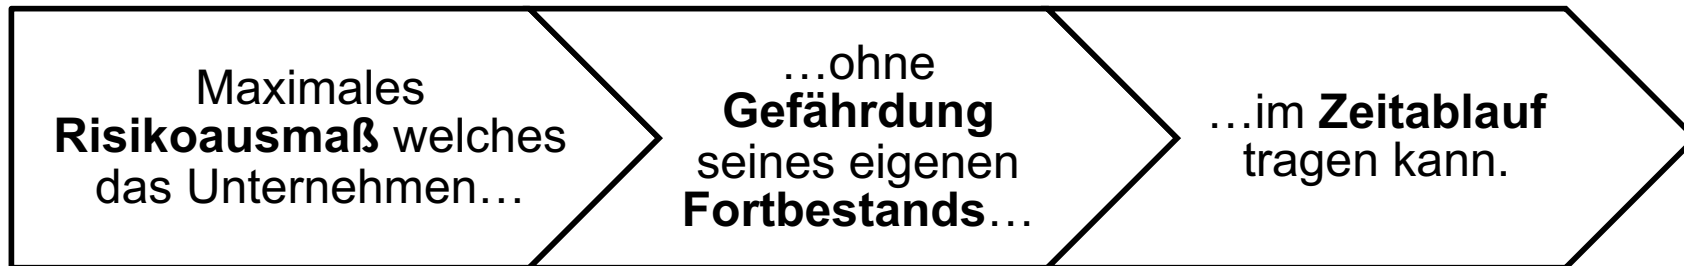 Maximales
Risikoausmaß welches
das Unternehmen…
…ohne
Gefährdung
seines eigenen
Fortbestands…
…im Zeitablauf
tragen kann.